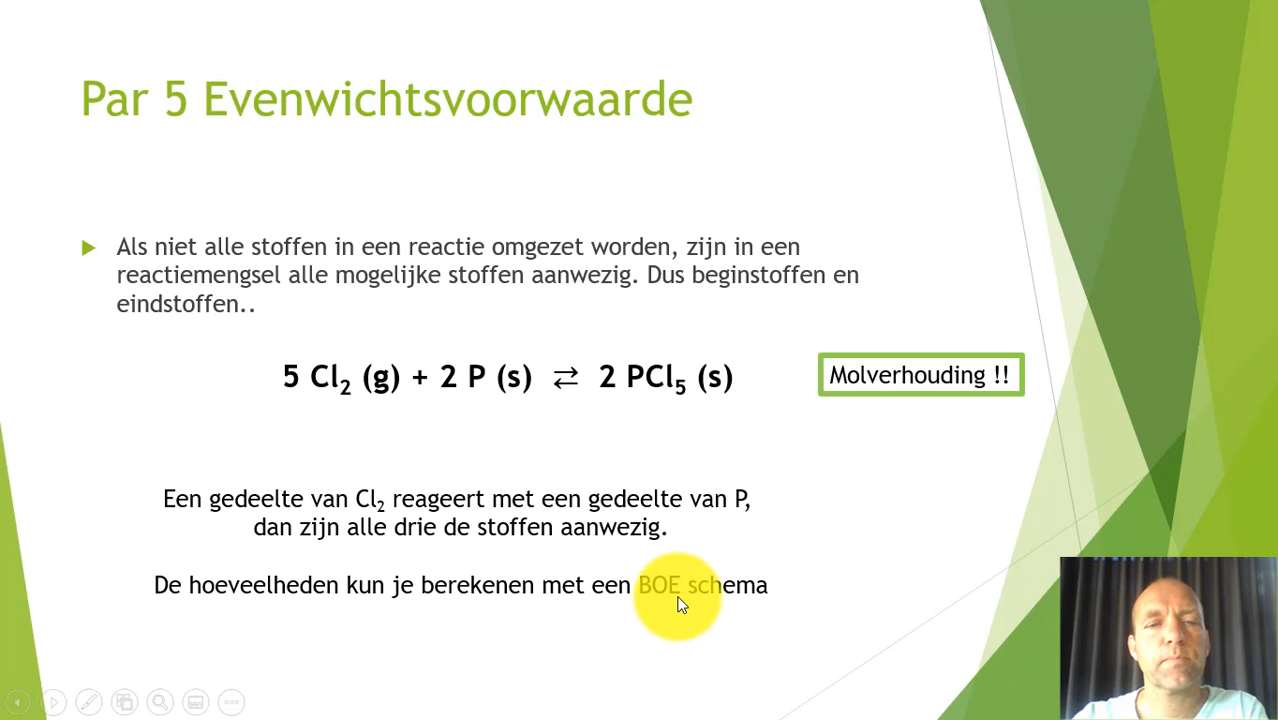 Par 5 Evenwichtsvoorwaarde
Als niet alle stoffen in een reactie omgezet worden, zijn in een
reactiemengsel alle mogelijke stoffen aanwezig. Dus beginstoffen en
eindstoffen..
5 Cl₂ (g) + 2 P (s) ⇄ 2 PCl₅ (s)
Molverhouding !!
Een gedeelte van Cl₂ reageert met een gedeelte van P,
dan zijn alle drie de stoffen aanwezig.
De hoeveelheden kun je berekenen met een BOE schema